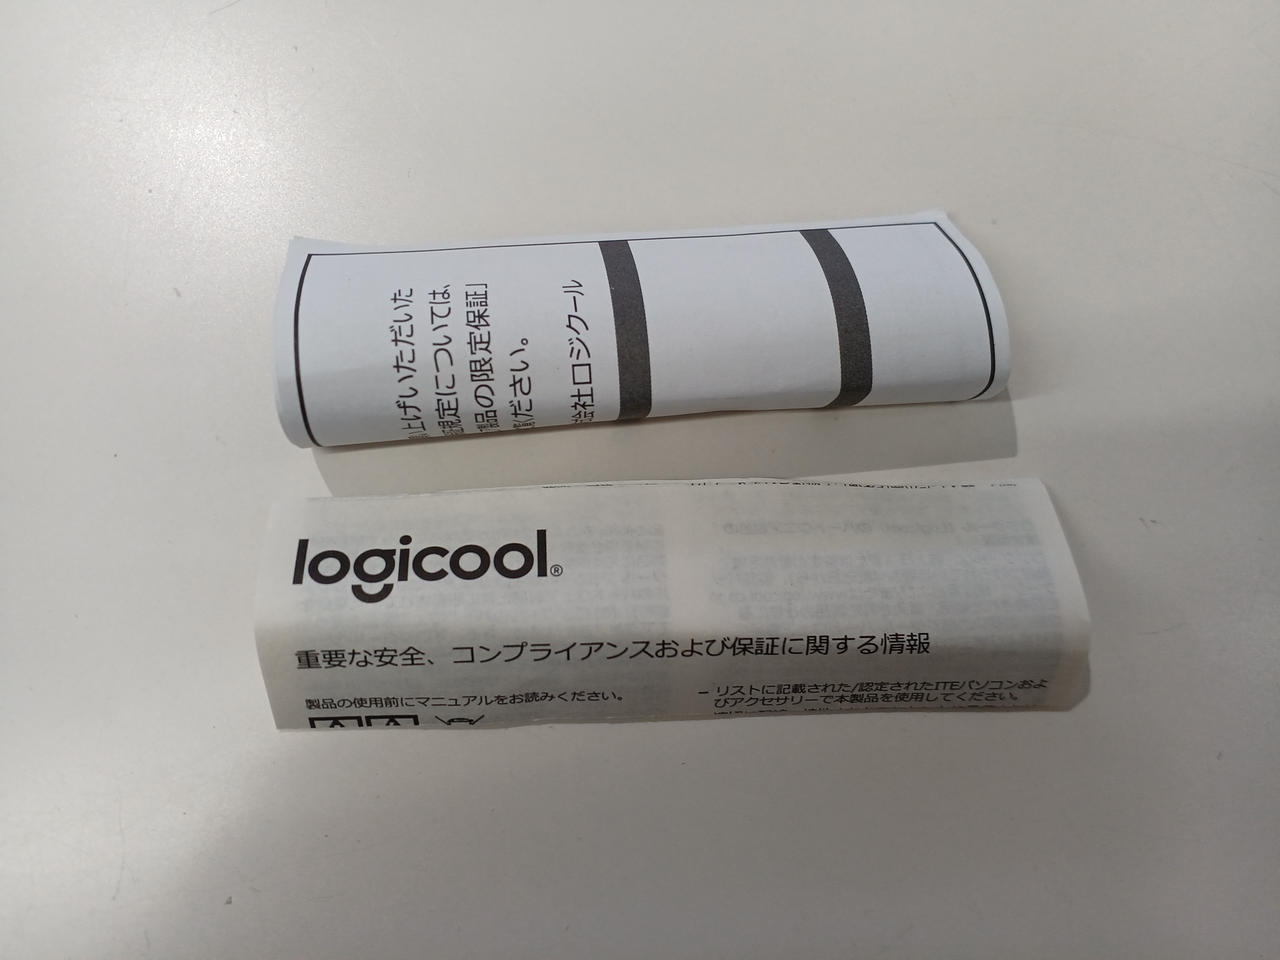 上げいただいた
規定については、
製品の限定保証」
ください。
会社ロジクール
logicool®
重要な安全、コンプライアンスおよび保証に関する情報
製品の使用前にマニュアルをお読みください。
– リストに記載された/認定されたITEパソコンおよ
びアクセサリーで本製品を使用してください。